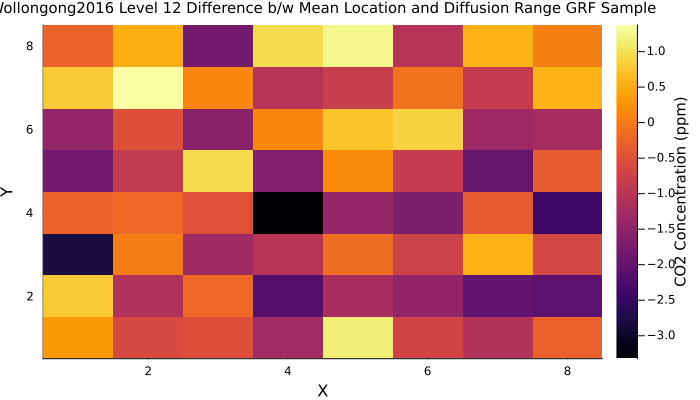 Wollongong2016 Level 12 Difference b/w Mean Location and Diffusion Range GRF Sample
8
6
4
2
Y
2 4 6 8
X
1.0
0.5
0
−0.5
−1.0
−1.5
−2.0
−2.5
−3.0
CO2 Concentration (ppm)